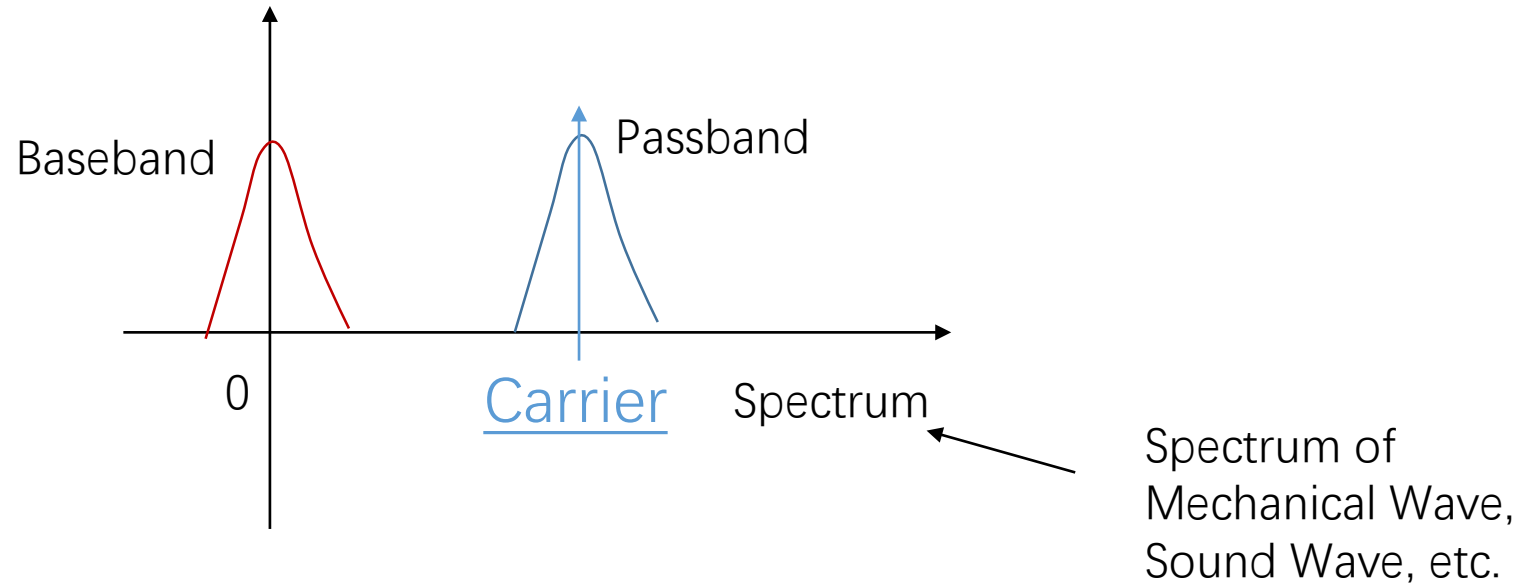 Baseband
Passband
0
Carrier
Spectrum
Spectrum of
Mechanical Wave,
Sound Wave, etc.